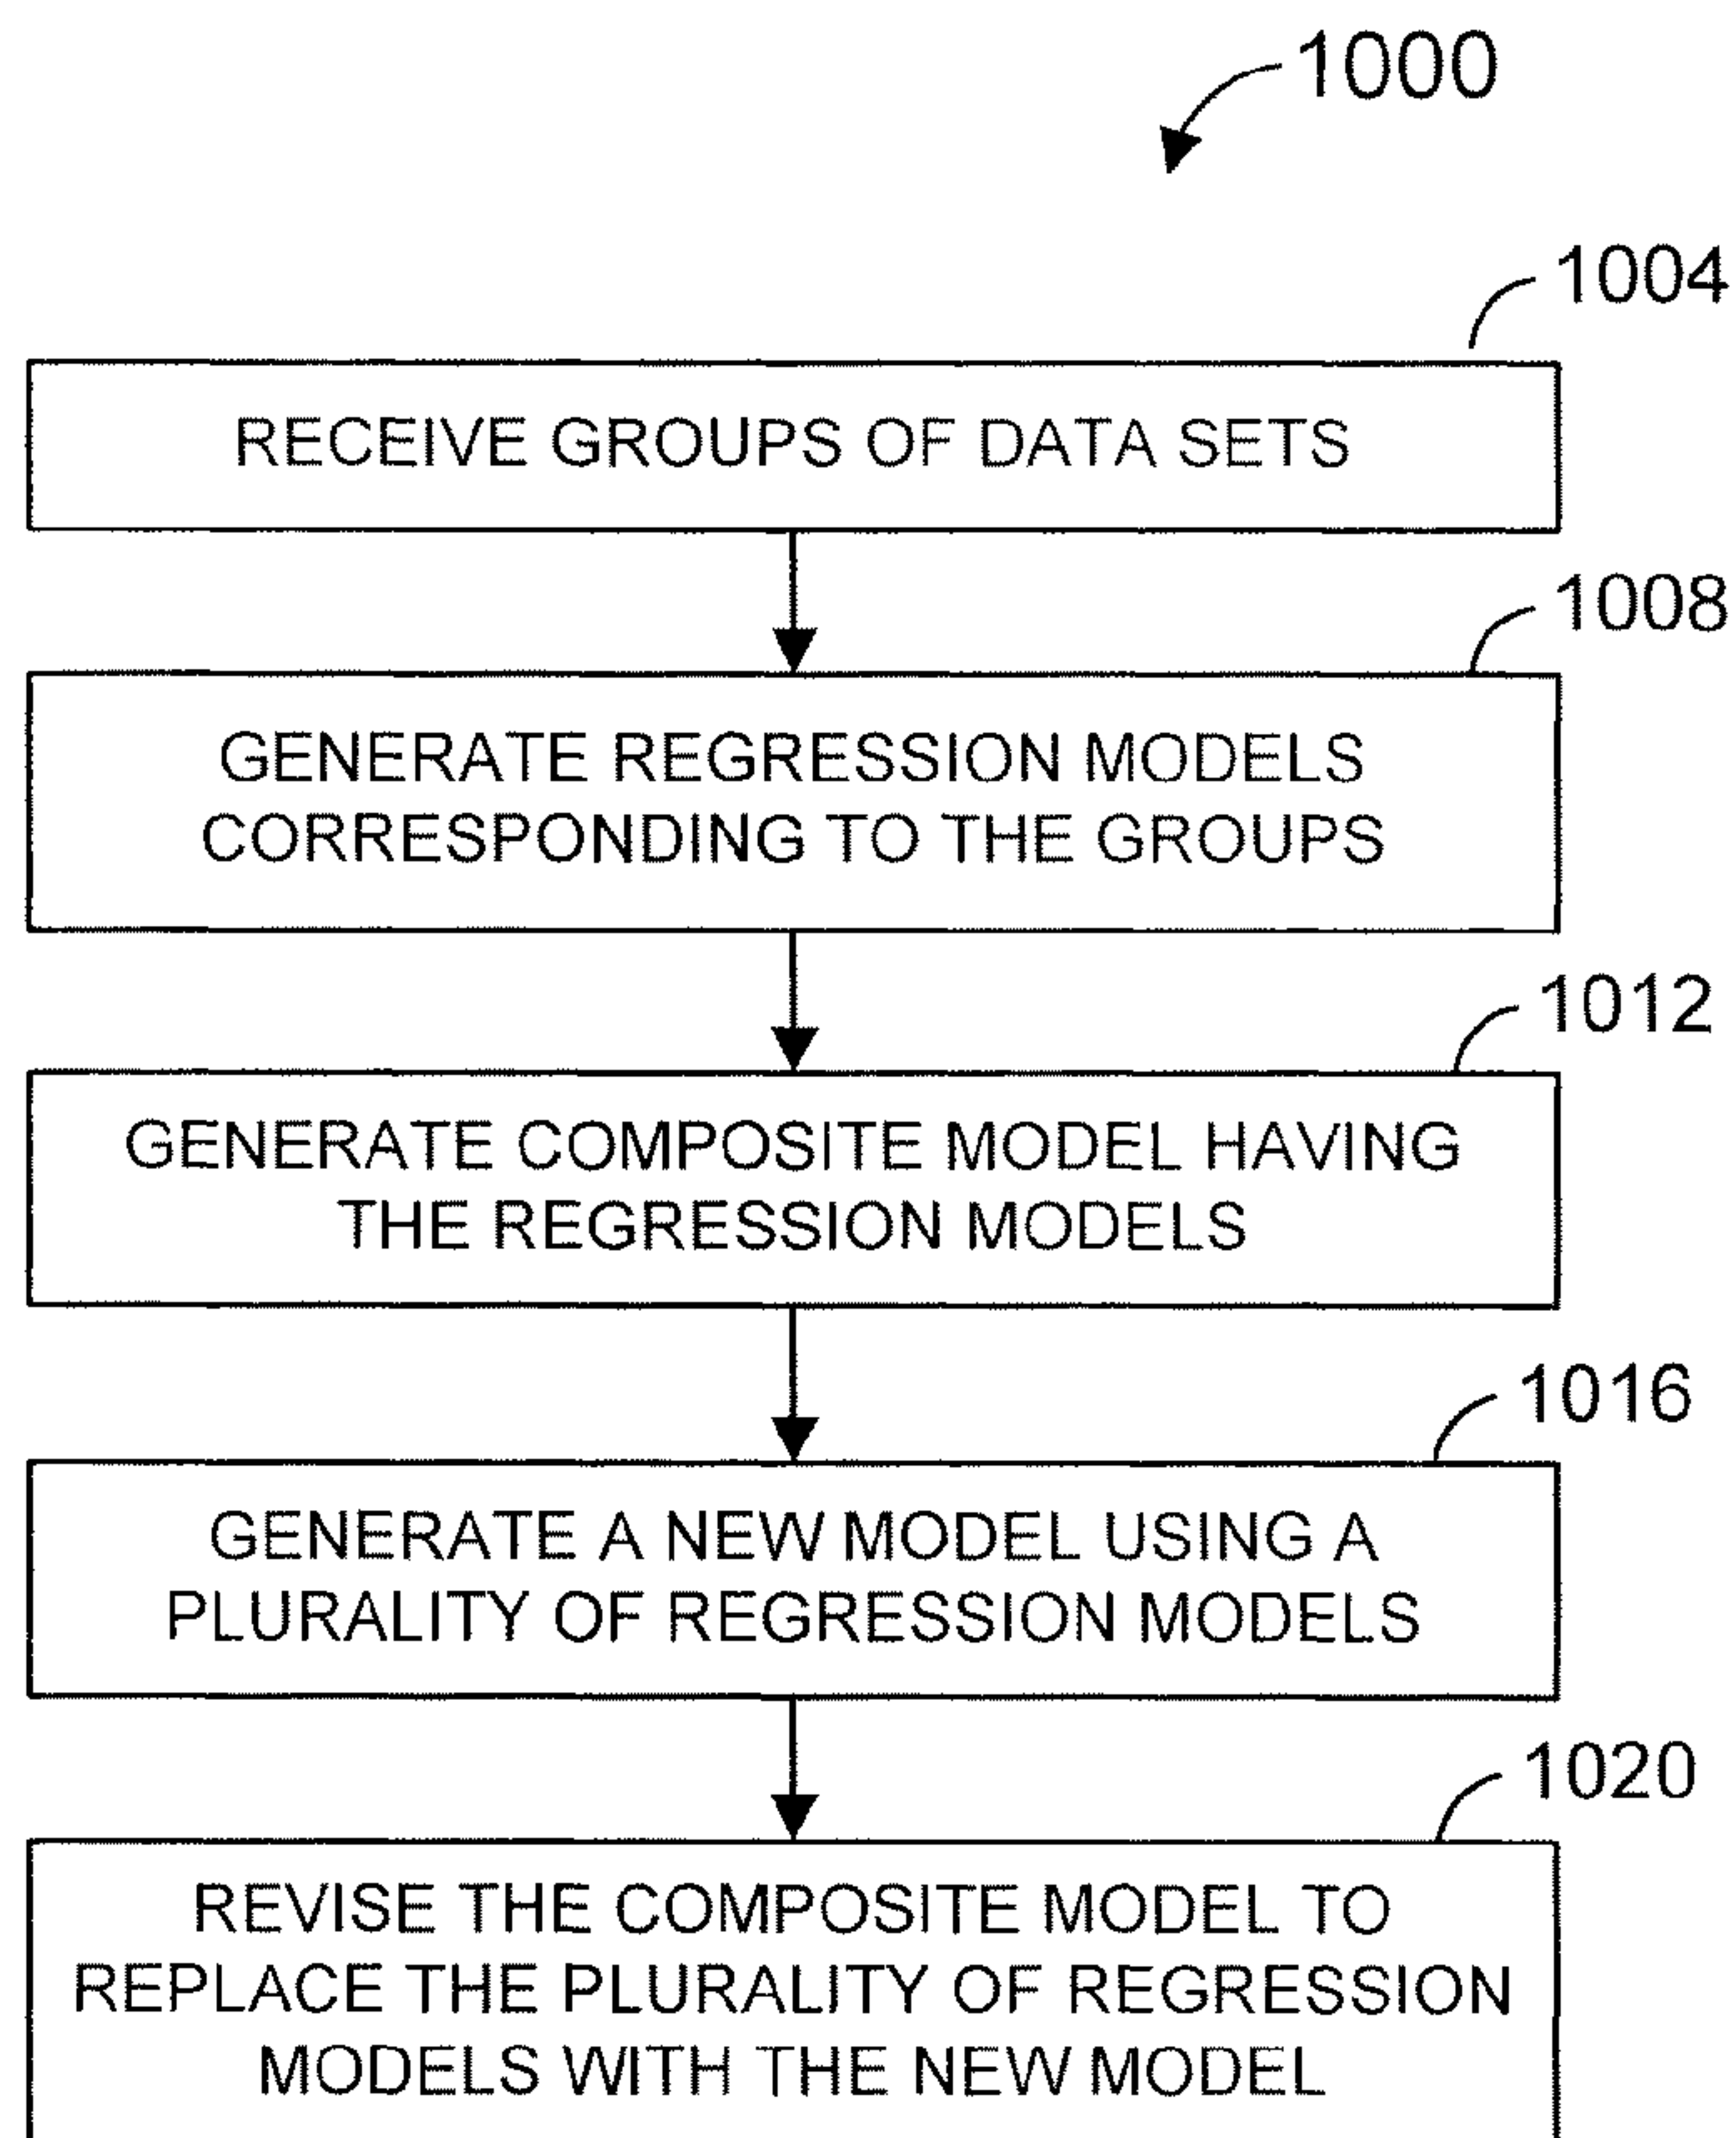 1000
1004
RECEIVE GROUPS OF DATA SETS
1008
GENERATE REGRESSION MODELS
CORRESPONDING TO THE GROUPS
1012
GENERATE COMPOSITE MODEL HAVING
THE REGRESSION MODELS
1016
GENERATE A NEW MODEL USING A
PLURALITY OF REGRESSION MODELS
1020
REVISE THE COMPOSITE MODEL TO
REPLACE THE PLURALITY OF REGRESSION
MODELS WITH THE NEW MODEL